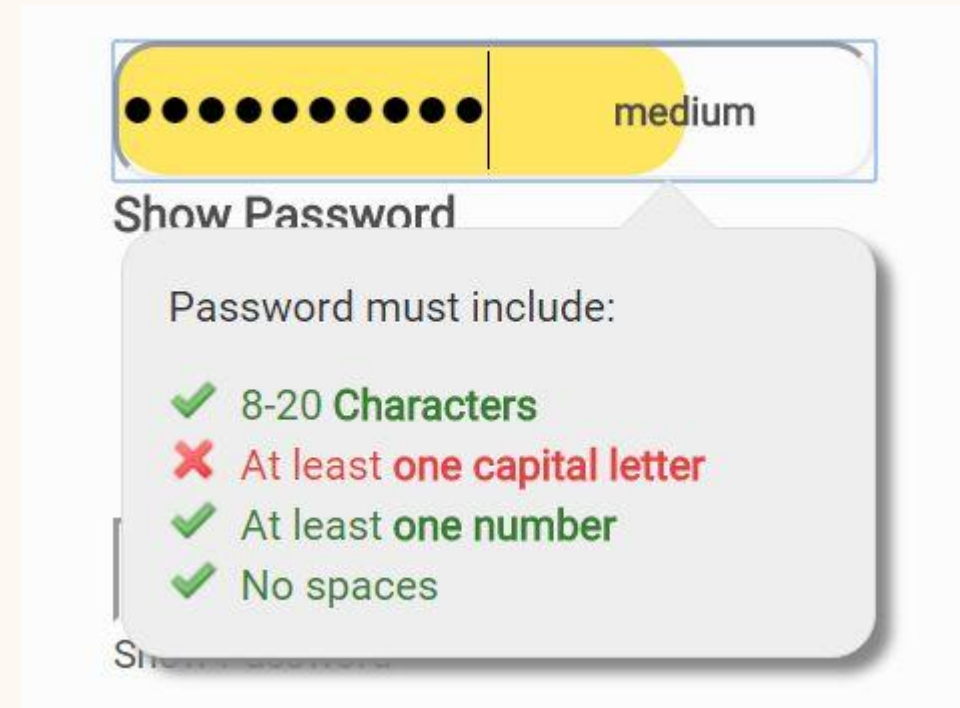 medium
Show Password
Password must include:
8-20 Characters
At least one capital letter
At least one number
No spaces